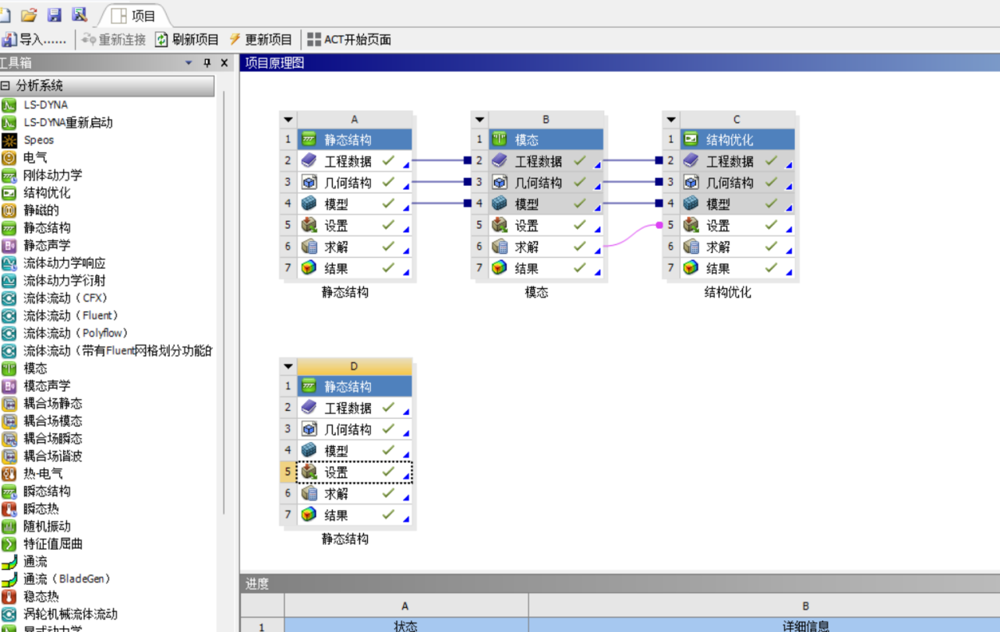 项目
导入......
重新连接
刷新项目
更新项目
ACT开始页面
工具箱
分析系统
LS-DYNA
LS-DYNA重新启动
Speos
电气
刚体动力学
结构优化
静磁的
静态结构
静态声学
流体动力学响应
流体动力学衍射
流体流动（CFX）
流体流动（Fluent）
流体流动（Polyflow）
流体流动（带有Fluent网格划分功能的
模态
模态声学
耦合场静态
耦合场模态
耦合场瞬态
耦合场谐波
热-电气
瞬态结构
瞬态热
随机振动
特征值屈曲
通流
通流（BladeGen）
稳态热
涡轮机械流体流动
显式动力学
项目原理图
A
1 静态结构
2 工程数据
3 几何结构
4 模型
5 设置
6 求解
7 结果
静态结构
B
1 模态
2 工程数据
3 几何结构
4 模型
5 设置
6 求解
7 结果
模态
C
1 结构优化
2 工程数据
3 几何结构
4 模型
5 设置
6 求解
7 结果
结构优化
D
1 静态结构
2 工程数据
3 几何结构
4 模型
5 设置
6 求解
7 结果
静态结构
进度
A B
1 状态 详细信息